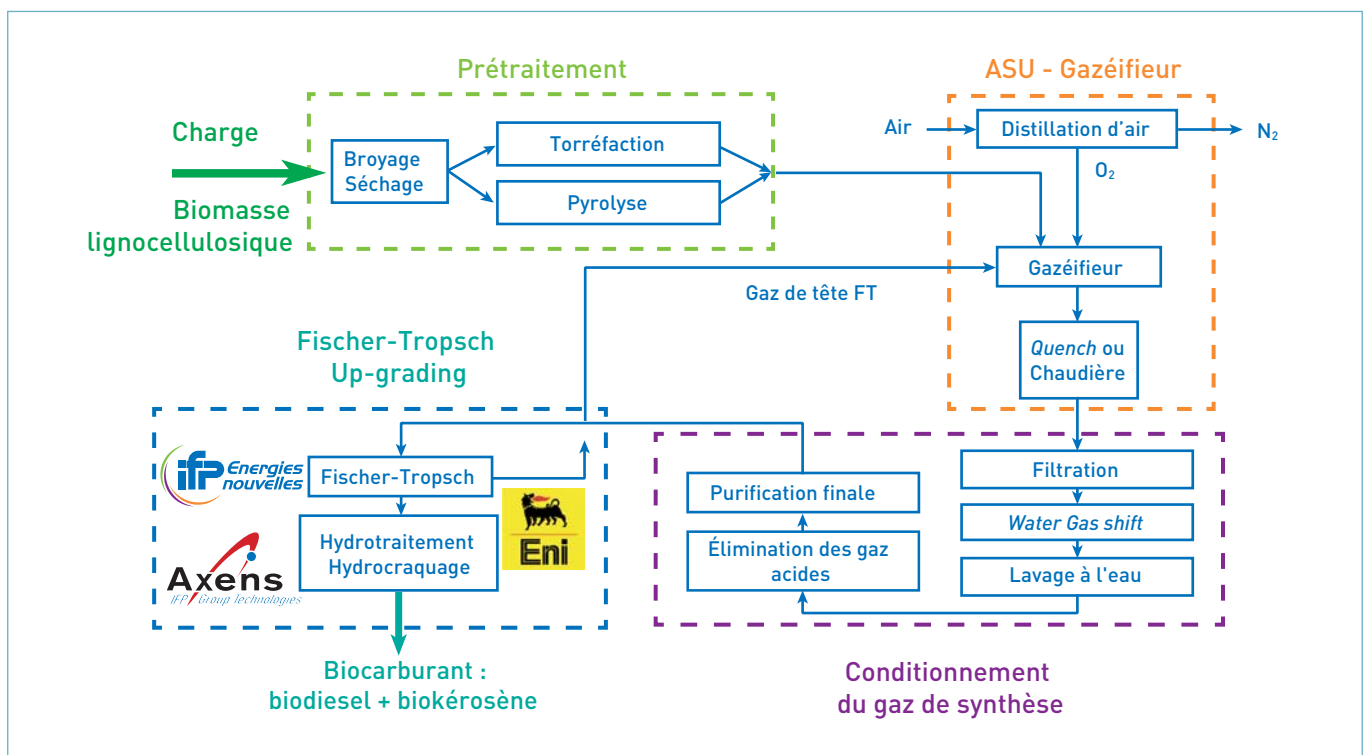 Prétraitement
ASU - Gazéifieur
Charge
Biomasse
lignocellulosique
Broyage
Séchage
Torréfaction
Pyrolyse
Air
Distillation d'air
N₂
O₂
Gazéifieur
Gaz de tête FT
Quench ou
Chaudière
Fischer-Tropsch
Up-grading
ifp Energies
nouvelles
Fischer-Tropsch
Eni
Axens
IFP Group Technologies
Hydrotraitement
Hydrocraquage
Purification finale
Élimination des gaz
acides
Filtration
Water Gas shift
Lavage à l'eau
Biocarburant :
biodiesel + biokérosène
Conditionnement
du gaz de synthèse